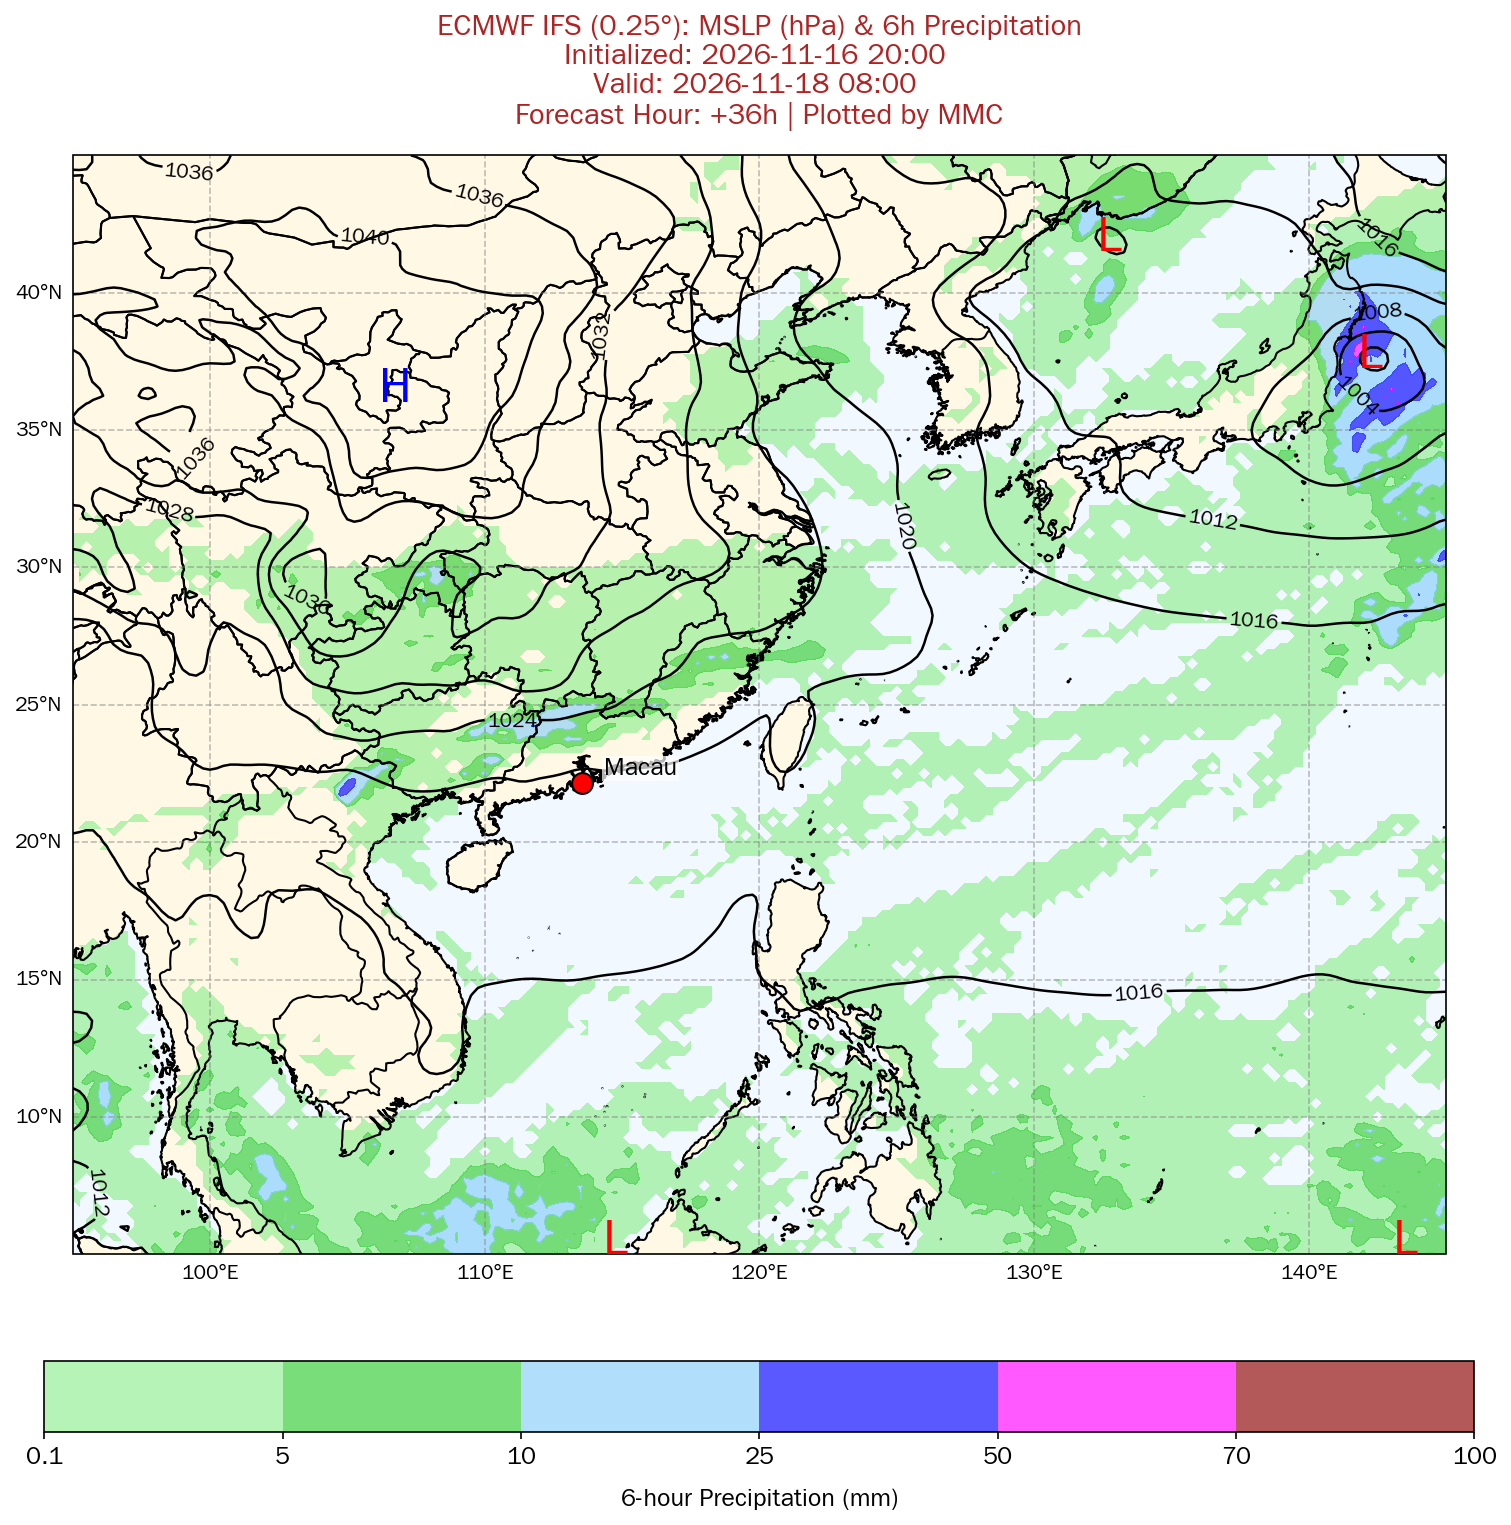 ECMWF IFS (0.25°): MSLP (hPa) & 6h Precipitation
Initialized: 2026-11-16 20:00
Valid: 2026-11-18 08:00
Forecast Hour: +36h | Plotted by MMC
1036
1036
1040
1016
40°N
1008
1032
L
L
H
1004
35°N
1036
1028
1020
1012
30°N
1036
1016
25°N
1024
Macau
20°N
15°N
1016
10°N
1012
L
L
100°E 110°E 120°E 130°E 140°E
0.1 5 10 25 50 70 100
6-hour Precipitation (mm)